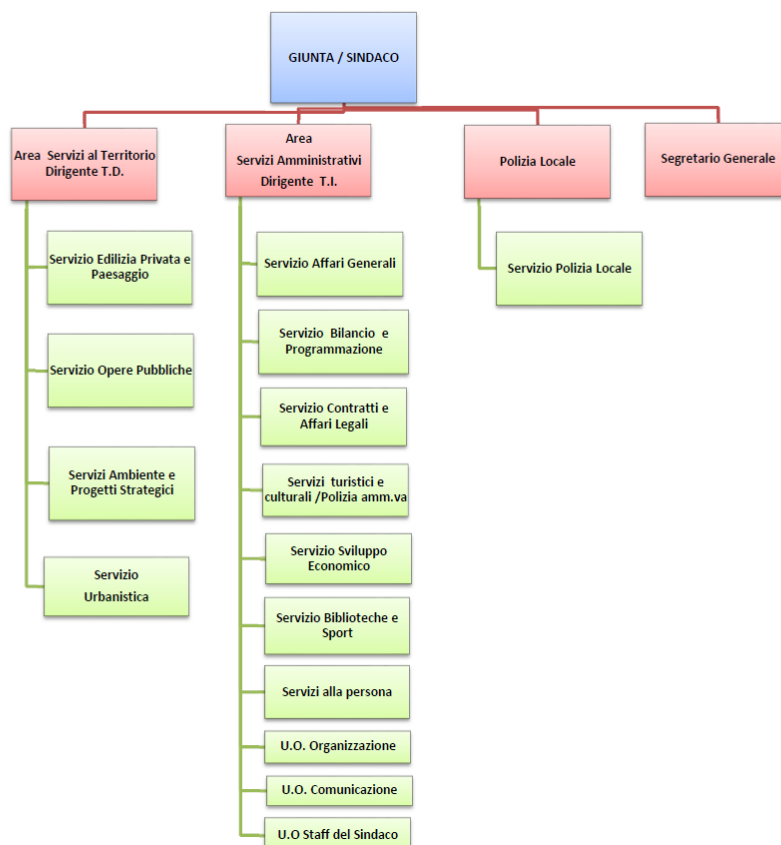 GIUNTA / SINDACO
Area Servizi al Territorio
Dirigente T.D.
Area
Servizi Amministrativi
Dirigente T.I.
Polizia Locale
Segretario Generale
Servizio Edilizia Privata e
Paesaggio
Servizio Opere Pubbliche
Servizi Ambiente e
Progetti Strategici
Servizio
Urbanistica
Servizio Affari Generali
Servizio Bilancio e
Programmazione
Servizio Contratti e
Affari Legali
Servizi turistici e
culturali /Polizia amm.va
Servizio Sviluppo
Economico
Servizio Biblioteche e
Sport
Servizi alla persona
U.O. Organizzazione
U.O. Comunicazione
U.O Staff del Sindaco
Servizio Polizia Locale